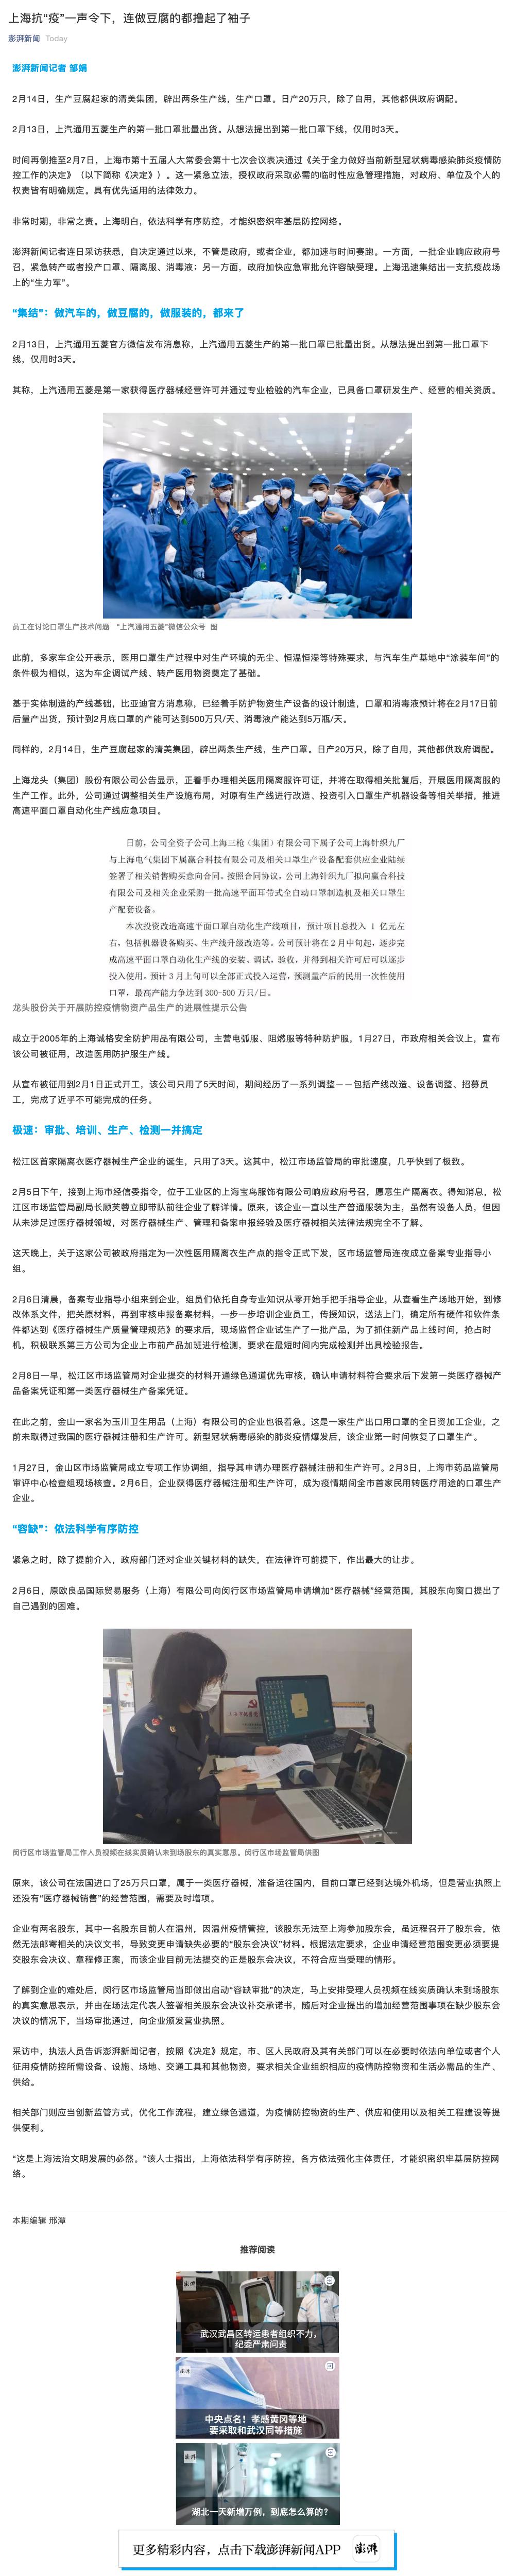 上海抗“疫”一声令下，连做豆腐的都撸起了袖子
澎湃新闻 Today
澎湃新闻记者 邹娟
2月14日，生产豆腐起家的清美集团，辟出两条生产线，生产口罩。日产20万只，除了自用，其他都供政府调配。
2月13日，上汽通用五菱生产的第一批口罩批量出货。从想法提出到第一批口罩下线，仅用时3天。
时间再倒推至2月7日，上海市第十五届人大常委会第十七次会议表决通过《关于全力做好当前新型冠状病毒感染肺炎疫情防
控工作的决定》（以下简称《决定》）。这一紧急立法，授权政府采取必需的临时性应急管理措施，对政府、单位及个人的
权责皆有明确规定。具有优先适用的法律效力。
非常时期，非常之责。上海明白，依法科学有序防控，才能织密织牢基层防控网络。
澎湃新闻记者连日采访获悉，自决定通过以来，不管是政府，或者企业，都加速与时间赛跑。一方面，一批企业响应政府号
召，紧急转产或者投产口罩、隔离服、消毒液；另一方面，政府加快应急审批允许容缺受理。上海迅速集结出一支抗疫战场
上的“生力军”。
“集结”：做汽车的，做豆腐的，做服装的，都来了
2月13日，上汽通用五菱官方微信发布消息称，上汽通用五菱生产的第一批口罩已批量出货。从想法提出到第一批口罩下
线，仅用时3天。
其称，上汽通用五菱是第一家获得医疗器械经营许可并通过专业检验的汽车企业，已具备口罩研发生产、经营的相关资质。
员工在讨论口罩生产技术问题 “上汽通用五菱”微信公众号 图
此前，多家车企公开表示，医用口罩生产过程中对生产环境的无尘、恒温恒湿等特殊要求，与汽车生产基地中“涂装车间”的
条件极为相似，这为车企调试产线、转产医用物资奠定了基础。
基于实体制造的产线基础，比亚迪官方消息称，已经着手防护物资生产设备的设计制造，口罩和消毒液预计将在2月17日前
后量产出货，预计到2月底口罩的产能可达到500万只/天、消毒液产能达到5万瓶/天。
同样的，2月14日，生产豆腐起家的清美集团，辟出两条生产线，生产口罩。日产20万只，除了自用，其他都供政府调配。
上海龙头（集团）股份有限公司公告显示，正着手办理相关医用隔离服许可证，并将在取得相关批复后，开展医用隔离服的
生产工作。此外，公司通过调整相关生产设施布局，对原有生产线进行改造、投资引入口罩生产机器设备等相关举措，推进
高速平面口罩自动化生产线应急项目。
日前，公司全资子公司上海三枪（集团）有限公司下属子公司上海针织九厂
与上海电气集团下属赢合科技有限公司及相关口罩生产设备配套供应企业陆续
签署了相关销售购买意向合同。按照合同协议，公司上海针织九厂拟向赢合科技
有限公司及相关企业采购一批高速平面耳带式全自动口罩制造机及相关口罩生
产配套设备。
本次投资改造高速平面口罩自动化生产线项目，预计项目总投入 1 亿元左
右，包括机器设备购买、生产线升级改造等。公司预计将在 2 月中旬起，逐步完
成高速平面口罩自动化生产线的安装、调试，验收，并得到相关许可后可以逐步
投入使用。预计 3 月上旬可以全部正式投入运营，预测量产后的民用一次性使用
口罩，最高产能力争达到 300-500 万只/日。
龙头股份关于开展防控疫情物资产品生产的进展性提示公告
成立于2005年的上海诚格安全防护用品有限公司，主营电弧服、阻燃服等特种防护服，1月27日，市政府相关会议上，宣布
该公司被征用，改造医用防护服生产线。
从宣布被征用到2月1日正式开工，该公司只用了5天时间，期间经历了一系列调整——包括产线改造、设备调整、招募员
工，完成了近乎不可能完成的任务。
极速：审批、培训、生产、检测一并搞定
松江区首家隔离衣医疗器械生产企业的诞生，只用了3天。这其中，松江市场监管局的审批速度，几乎快到了极致。
2月5日下午，接到上海市经信委指令，位于工业区的上海宝鸟服饰有限公司响应政府号召，愿意生产隔离衣。得知消息，松
江区市场监管局副局长顾芙蓉立即带队前往企业了解详情。原来，该企业一直以生产普通服装为主，虽然有设备人员，但因
从未涉足过医疗器械领域，对医疗器械生产、管理和备案申报经验及医疗器械相关法律法规完全不了解。
这天晚上，关于这家公司被政府指定为一次性医用隔离衣生产点的指令正式下发，区市场监管局连夜成立备案专业指导小
组。
2月6日清晨，备案专业指导小组来到企业，组员们依托自身专业知识从零开始手把手指导企业，从查看生产场地开始，到修
改体系文件，把关原材料，再到审核申报备案材料，一步一步培训企业员工，传授知识，送法上门，确定所有硬件和软件条
件都达到《医疗器械生产质量管理规范》的要求后，现场监督企业试生产了一批产品，为了抓住新产品上线时间，抢占时
机，积极联系第三方公司为企业上市前产品加班进行检测，要求在最短时间内完成检测并出具检验报告。
2月8日一早，松江区市场监管局对企业提交的材料开通绿色通道优先审核，确认申请材料符合要求后下发第一类医疗器械产
品备案凭证和第一类医疗器械生产备案凭证。
在此之前，金山一家名为玉川卫生用品（上海）有限公司的企业也很着急。这是一家生产出口用口罩的全日资加工企业，之
前未取得过我国的医疗器械注册和生产许可。新型冠状病毒感染的肺炎疫情爆发后，该企业第一时间恢复了口罩生产。
1月27日，金山区市场监管局成立专项工作协调组，指导其申请办理医疗器械注册和生产许可。2月3日，上海市药品监管局
审评中心检查组现场核查。2月6日，企业获得医疗器械注册和生产许可，成为疫情期间全市首家民用转医疗用途的口罩生产
企业。
“容缺”：依法科学有序防控
紧急之时，除了提前介入，政府部门还对企业关键材料的缺失，在法律许可前提下，作出最大的让步。
2月6日，原欧良品国际贸易服务（上海）有限公司向闵行区市场监管局申请增加“医疗器械”经营范围，其股东向窗口提出了
自己遇到的困难。
闵行区市场监管局工作人员视频在线实质确认未到场股东的真实意思。闵行区市场监管局供图
原来，该公司在法国进口了25万只口罩，属于一类医疗器械，准备运往国内，目前口罩已经到达境外机场，但是营业执照上
还没有“医疗器械销售”的经营范围，需要及时增项。
企业有两名股东，其中一名股东目前人在温州，因温州疫情管控，该股东无法至上海参加股东会，虽远程召开了股东会，依
然无法邮寄相关的决议文书，导致变更申请缺失必要的“股东会决议”材料。根据法定要求，企业申请经营范围变更必须要提
交股东会决议、章程修正案，而该企业目前无法提交的正是股东会决议，不符合应当受理的情形。
了解到企业的难处后，闵行区市场监管局当即做出启动“容缺审批”的决定，马上安排受理人员视频在线实质确认未到场股东
的真实意思表示，并由在场法定代表人签署相关股东会决议补交承诺书，随后对企业提出的增加经营范围事项在缺少股东会
决议的情况下，当场审批通过，向企业颁发营业执照。
采访中，执法人员告诉澎湃新闻记者，按照《决定》规定，市、区人民政府及其有关部门可以在必要时依法向单位或者个人
征用疫情防控所需设备、设施、场地、交通工具和其他物资，要求相关企业组织相应的疫情防控物资和生活必需品的生产、
供给。
相关部门则应当创新监管方式，优化工作流程，建立绿色通道，为疫情防控物资的生产、供应和使用以及相关工程建设等提
供便利。
“这是上海法治文明发展的必然。”该人士指出，上海依法科学有序防控，各方依法强化主体责任，才能织密织牢基层防控网
络。
本期编辑 邢潭
推荐阅读
澎湃
武汉武昌区转运患者组织不力，
纪委严肃问责
澎湃
中央点名！孝感黄冈等地
要采取和武汉同等措施
澎湃
湖北一天新增万例，到底怎么算的？
更多精彩内容，点击下载澎湃新闻APP 澎湃